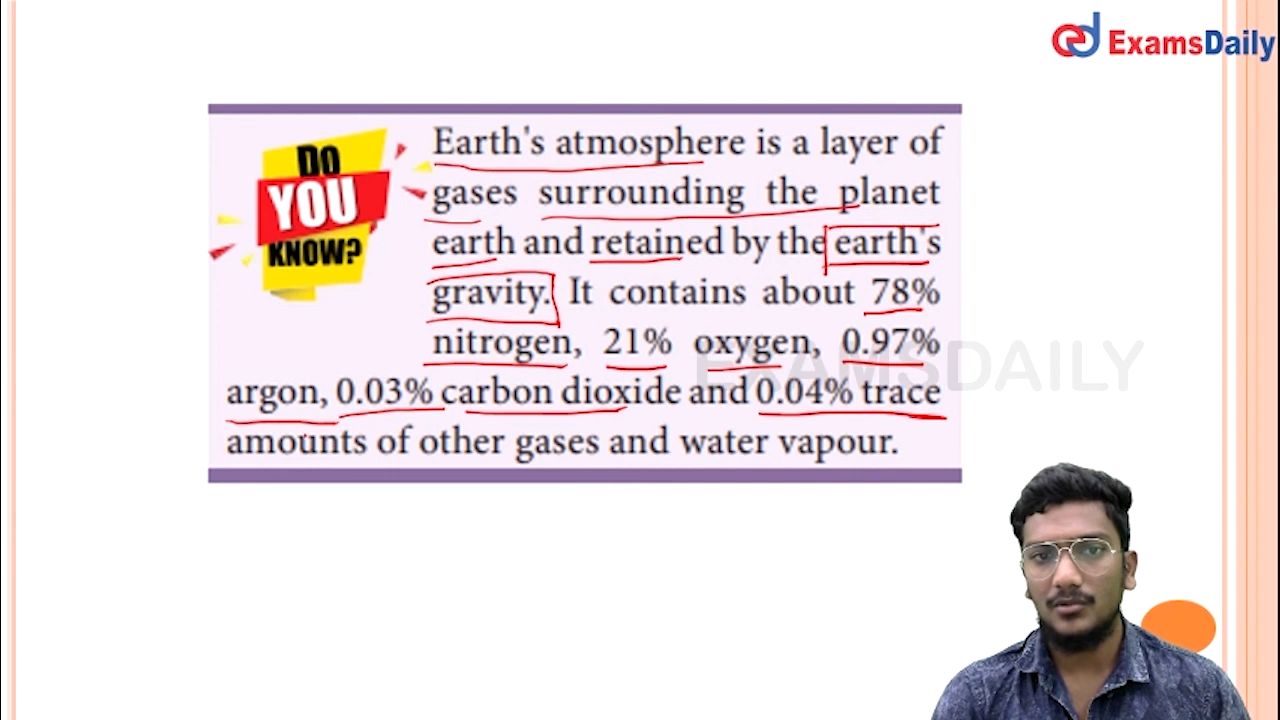 ExamsDaily
DO
YOU
KNOW?
Earth's atmosphere is a layer of
gases surrounding the planet
earth and retained by the earth's
gravity. It contains about 78%
nitrogen, 21% oxygen, 0.97%
argon, 0.03% carbon dioxide and 0.04% trace
amounts of other gases and water vapour.
EXAMSDAILY